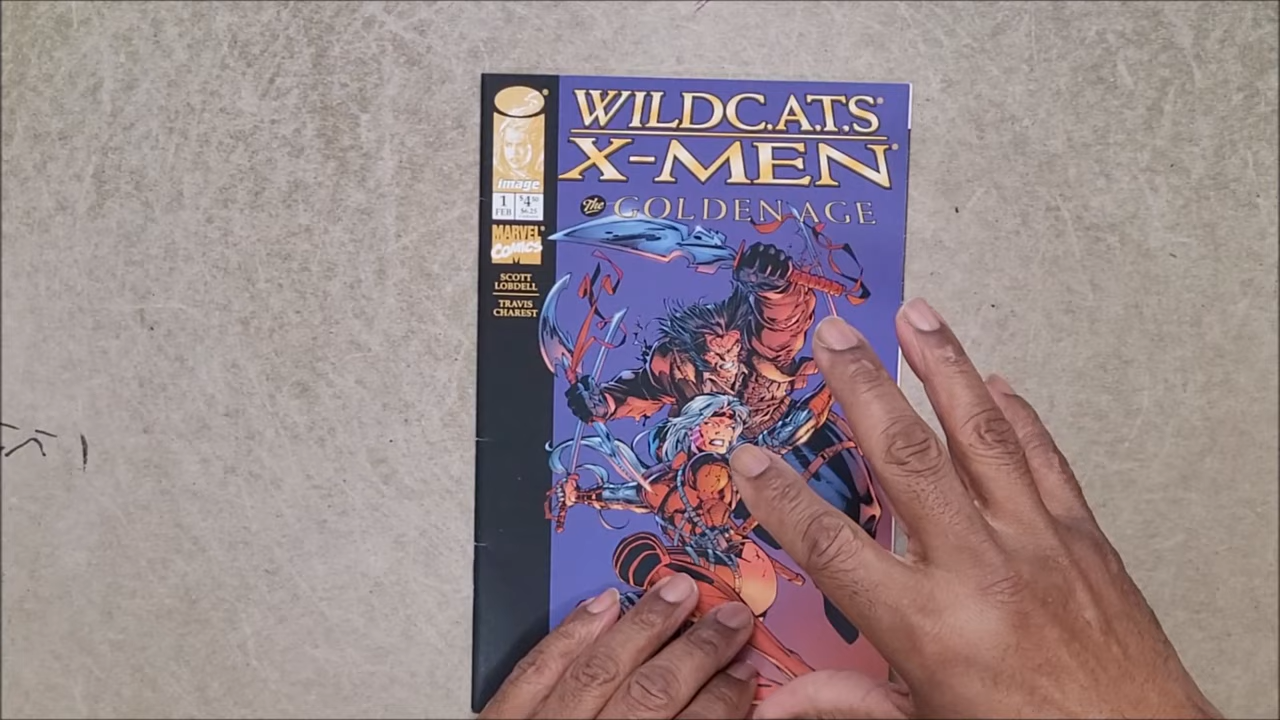 WILDC.A.T.S®
X-MEN®
The GOLDEN AGE
image
1
FEB
$4.50
$6.25
MARVEL
COMICS
SCOTT
LOBDELL
TRAVIS
CHAREST